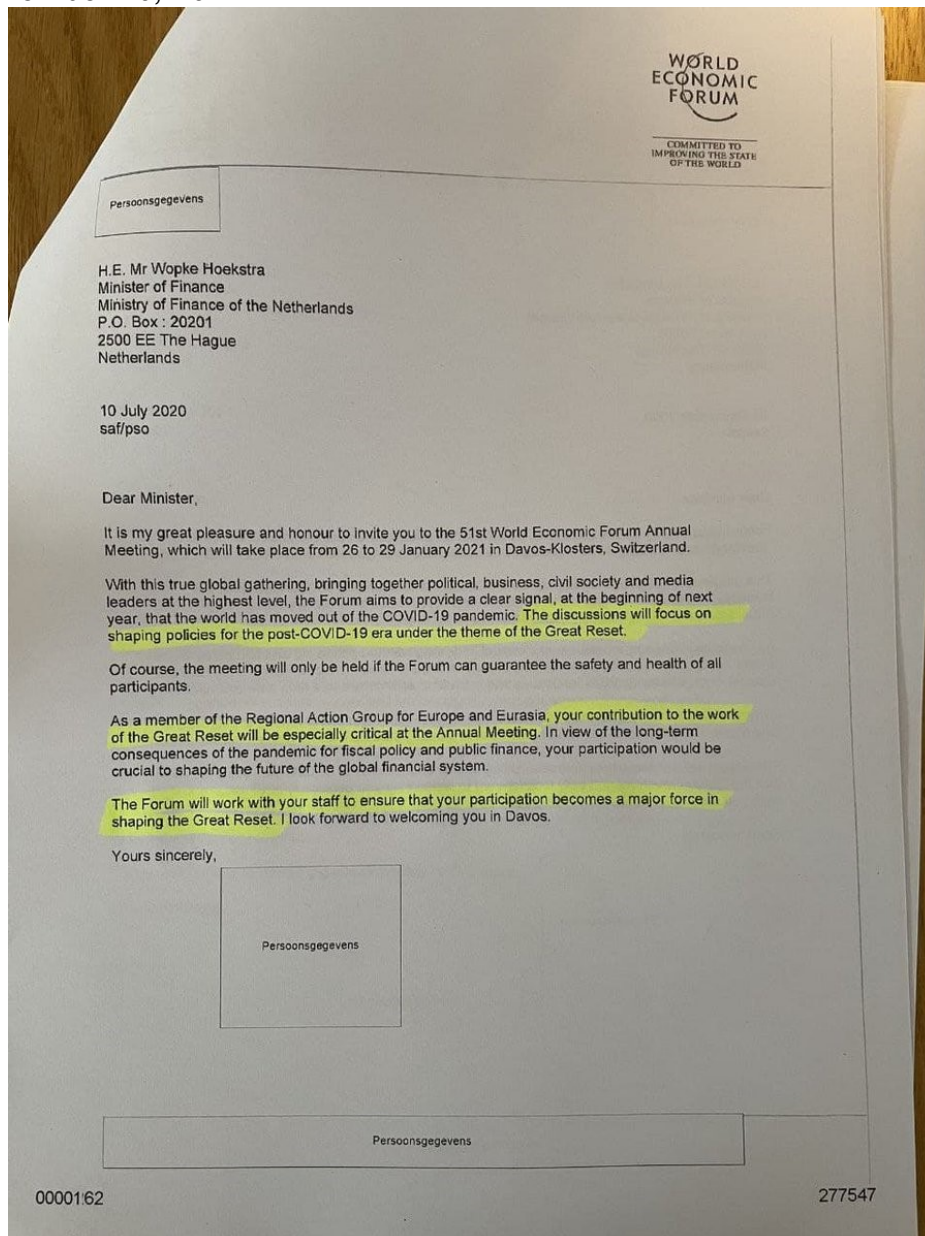 WORLD
ECONOMIC
FORUM
COMMITTED TO
IMPROVING THE STATE
OF THE WORLD
Persoonsgegevens
H.E. Mr Wopke Hoekstra
Minister of Finance
Ministry of Finance of the Netherlands
P.O. Box : 20201
2500 EE The Hague
Netherlands
10 July 2020
saf/pso
Dear Minister,
It is my great pleasure and honour to invite you to the 51st World Economic Forum Annual
Meeting, which will take place from 26 to 29 January 2021 in Davos-Klosters, Switzerland.
With this true global gathering, bringing together political, business, civil society and media
leaders at the highest level, the Forum aims to provide a clear signal, at the beginning of next
year, that the world has moved out of the COVID-19 pandemic. The discussions will focus on
shaping policies for the post-COVID-19 era under the theme of the Great Reset.
Of course, the meeting will only be held if the Forum can guarantee the safety and health of all
participants.
As a member of the Regional Action Group for Europe and Eurasia, your contribution to the work
of the Great Reset will be especially critical at the Annual Meeting. In view of the long-term
consequences of the pandemic for fiscal policy and public finance, your participation would be
crucial to shaping the future of the global financial system.
The Forum will work with your staff to ensure that your participation becomes a major force in
shaping the Great Reset. I look forward to welcoming you in Davos.
Yours sincerely,
Persoonsgegevens
Persoonsgegevens
0000162
277547